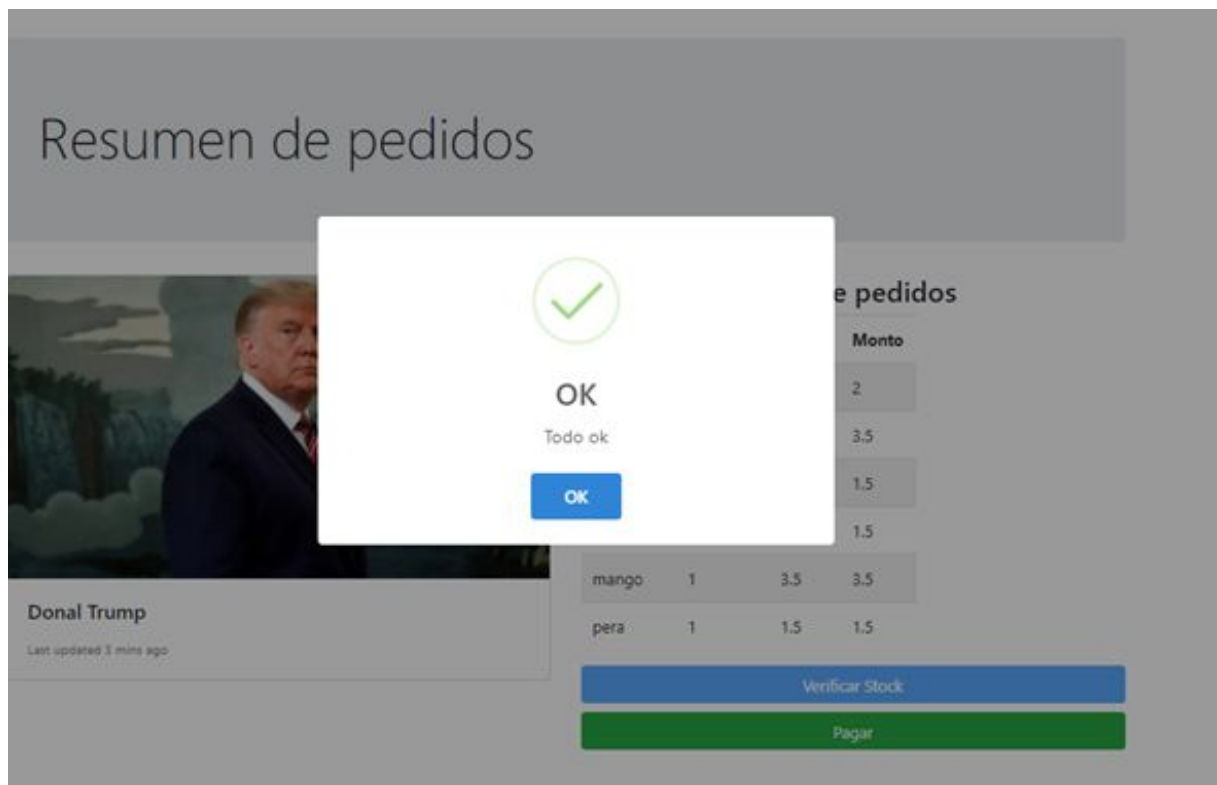 Resumen de pedidos
e pedidos
Monto
2
3.5
1.5
1.5
mango 1 3.5 3.5
pera 1 1.5 1.5
OK
Todo ok
OK
Donal Trump
Last updated 3 mins ago
Verificar Stock
Pagar